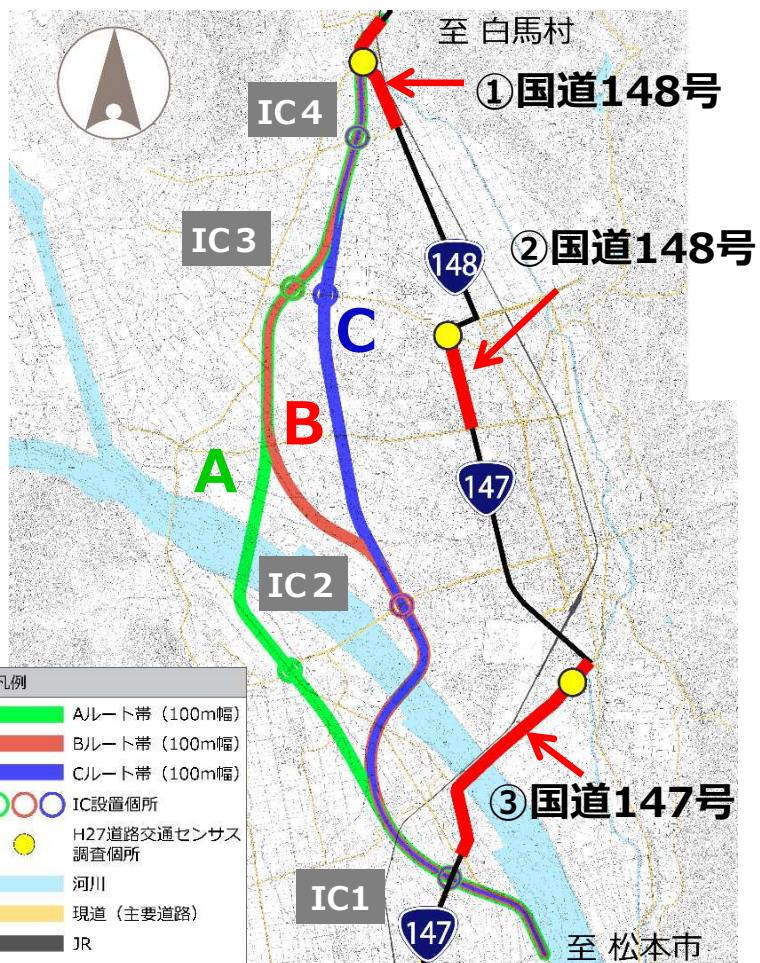 至 白馬村
①国道148号
IC4
IC3
②国道148号
148
C
B
A
147
IC2
凡例
Aルート帯（100m幅）
Bルート帯（100m幅）
Cルート帯（100m幅）
IC設置個所
H27道路交通センサス
調査個所
河川
現道（主要道路）
JR
③国道147号
IC1
147
至 松本市